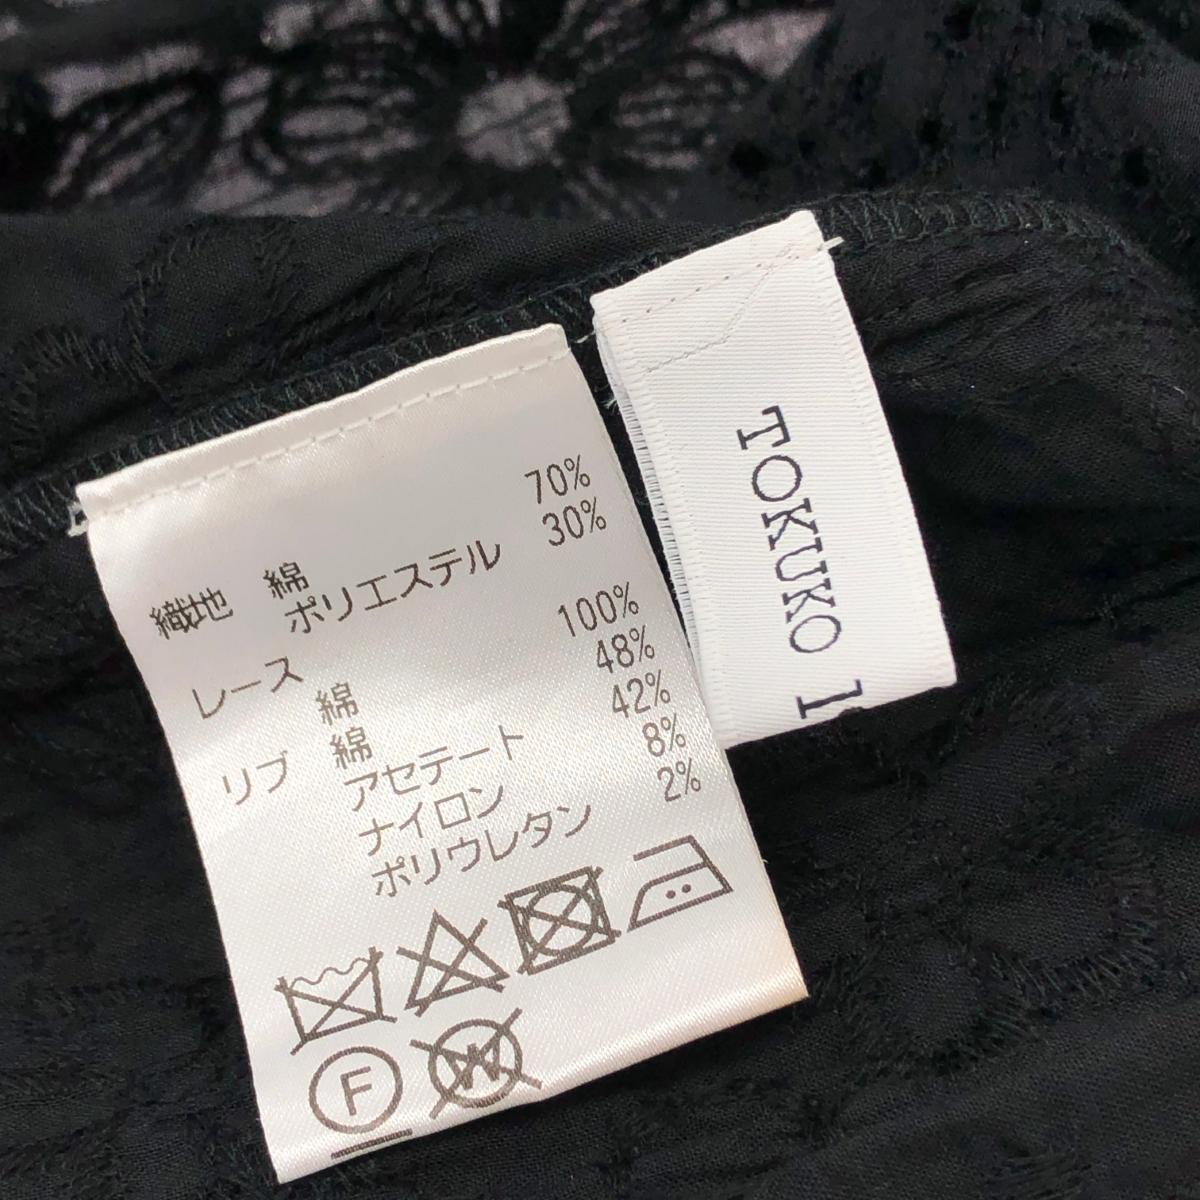 織地 綿 70%
ポリエステル 30%
レース 綿 100%
リブ 綿 48%
アセテート 42%
ナイロン 8%
ポリウレタン 2%
F
W
TOKUKO 1